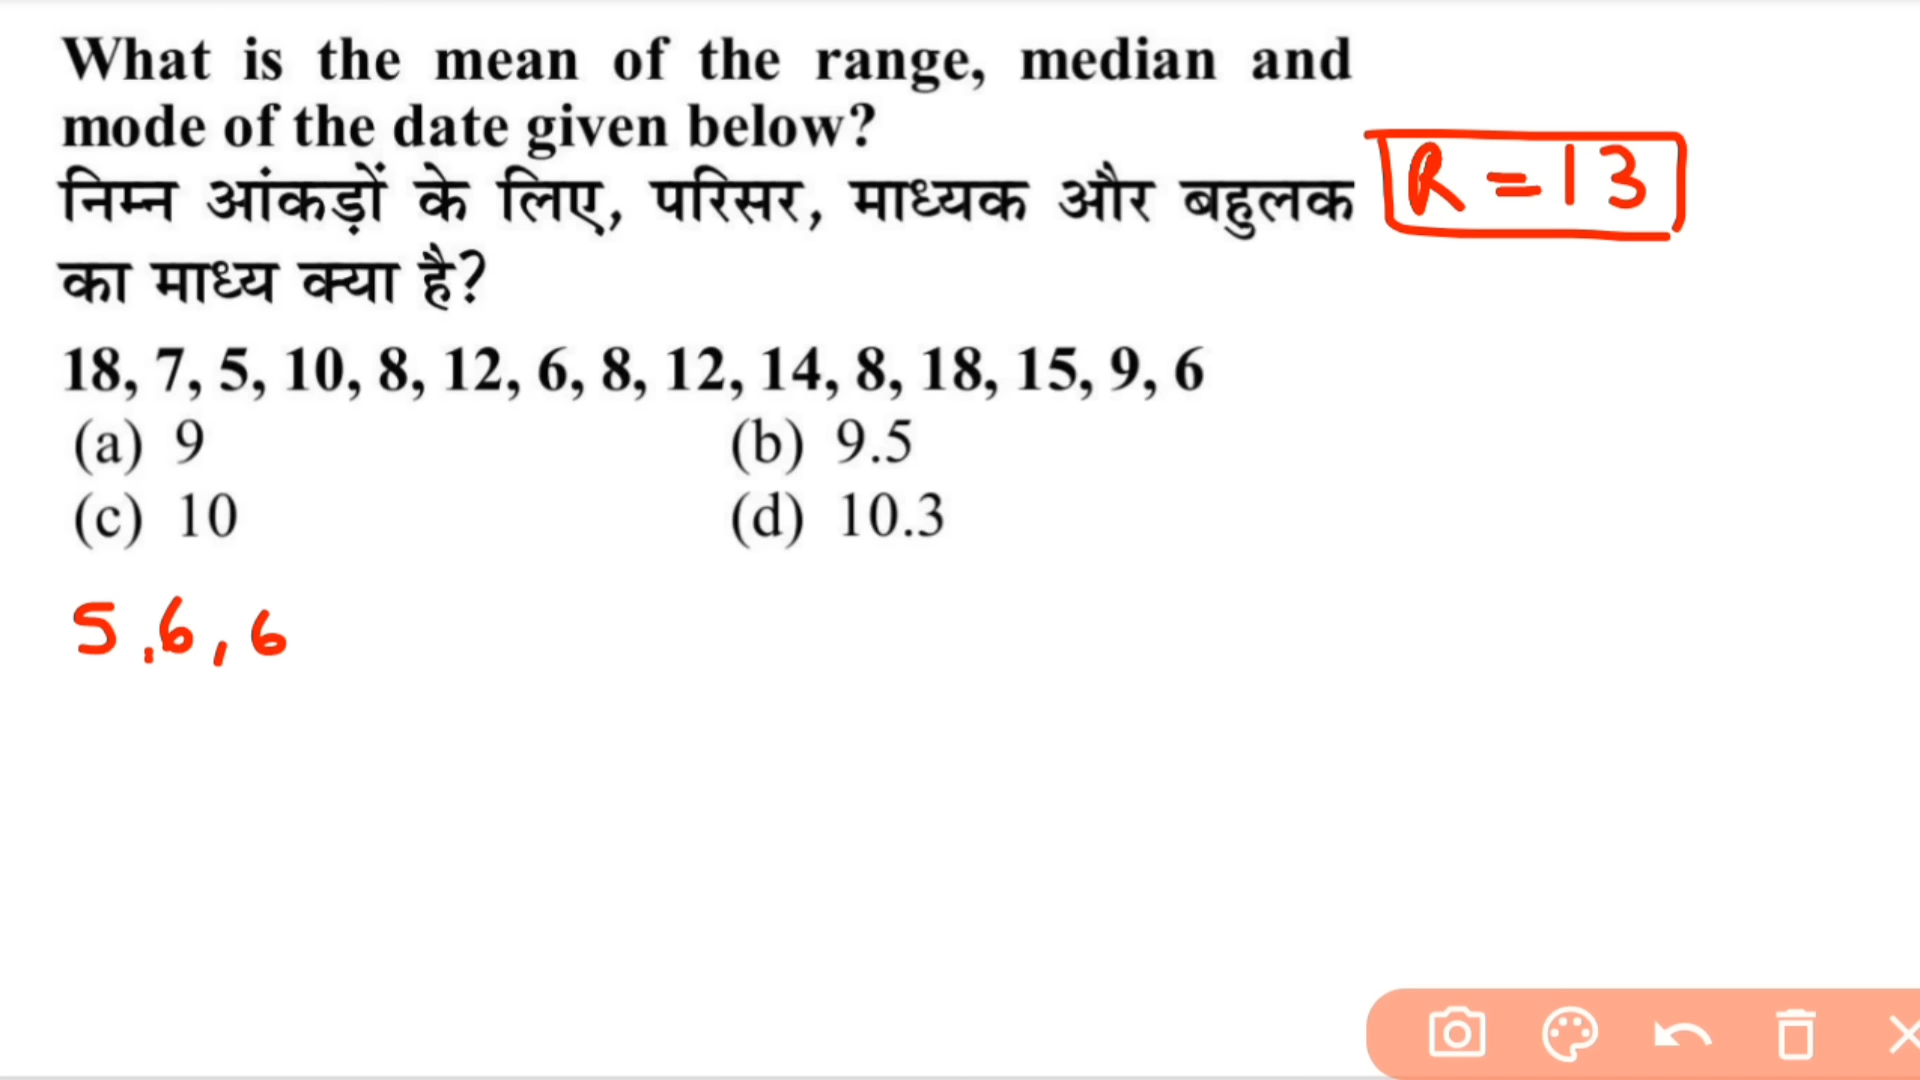 What is the mean of the range, median and
mode of the date given below?
निम्न आंकड़ों के लिए, परिसर, माध्यक और बहुलक
का माध्य क्या है?
R = 13
18, 7, 5, 10, 8, 12, 6, 8, 12, 14, 8, 18, 15, 9, 6
(a) 9 (b) 9.5
(c) 10 (d) 10.3
5, 6, 6